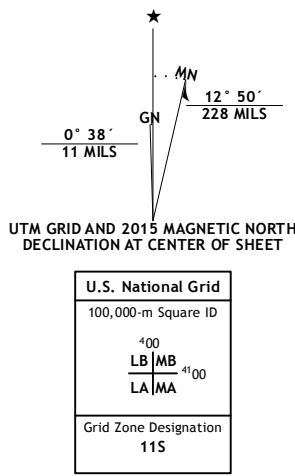 ★
MN
GN
12° 50´
228 MILS
0° 38´
11 MILS
UTM GRID AND 2015 MAGNETIC NORTH
DECLINATION AT CENTER OF SHEET
U.S. National Grid
100,000-m Square ID
⁴00
LB MB
⁴¹00
LA MA
Grid Zone Designation
11S